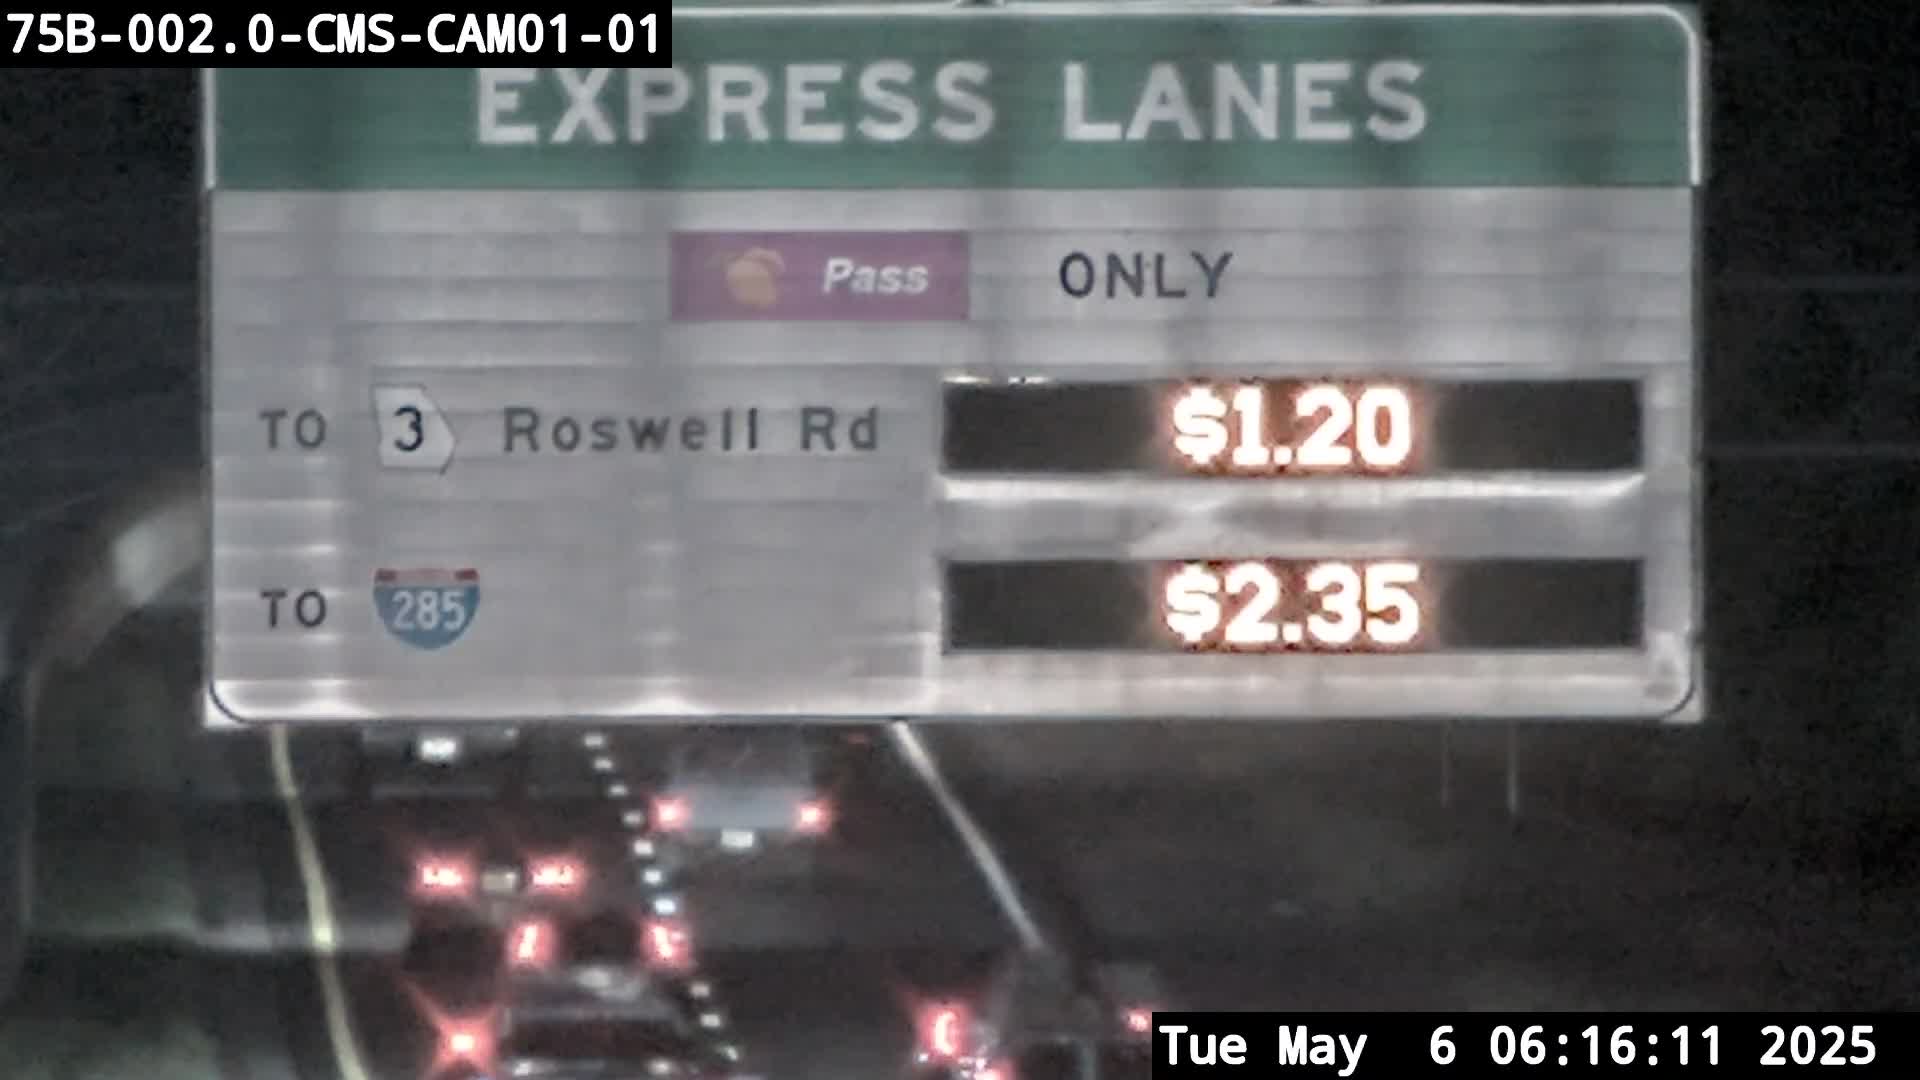 75B-002.0-CMS-CAM01-01
EXPRESS LANES
Pass ONLY
TO 3 Roswell Rd $1.20
TO 285 $2.35
Tue May 6 06:16:11 2025